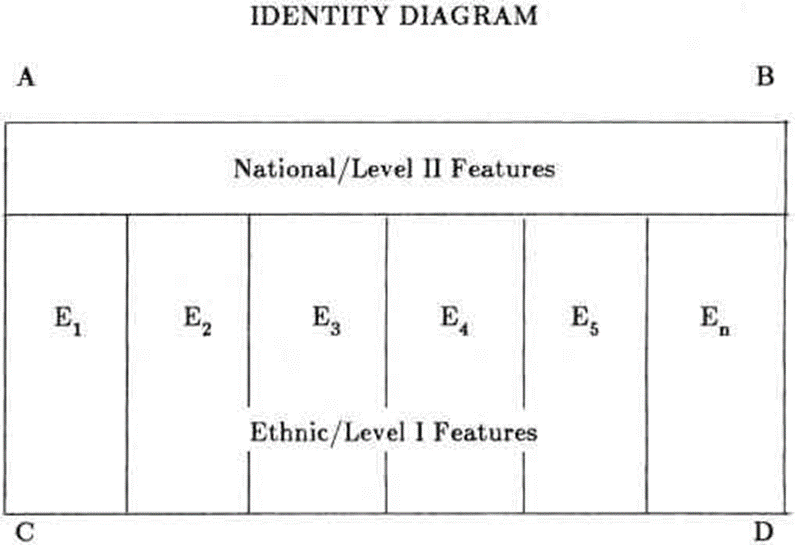 IDENTITY DIAGRAM
A B
National/Level II Features
E₁ E₂ E₃ E₄ E₅ Eₙ
Ethnic/Level I Features
C D